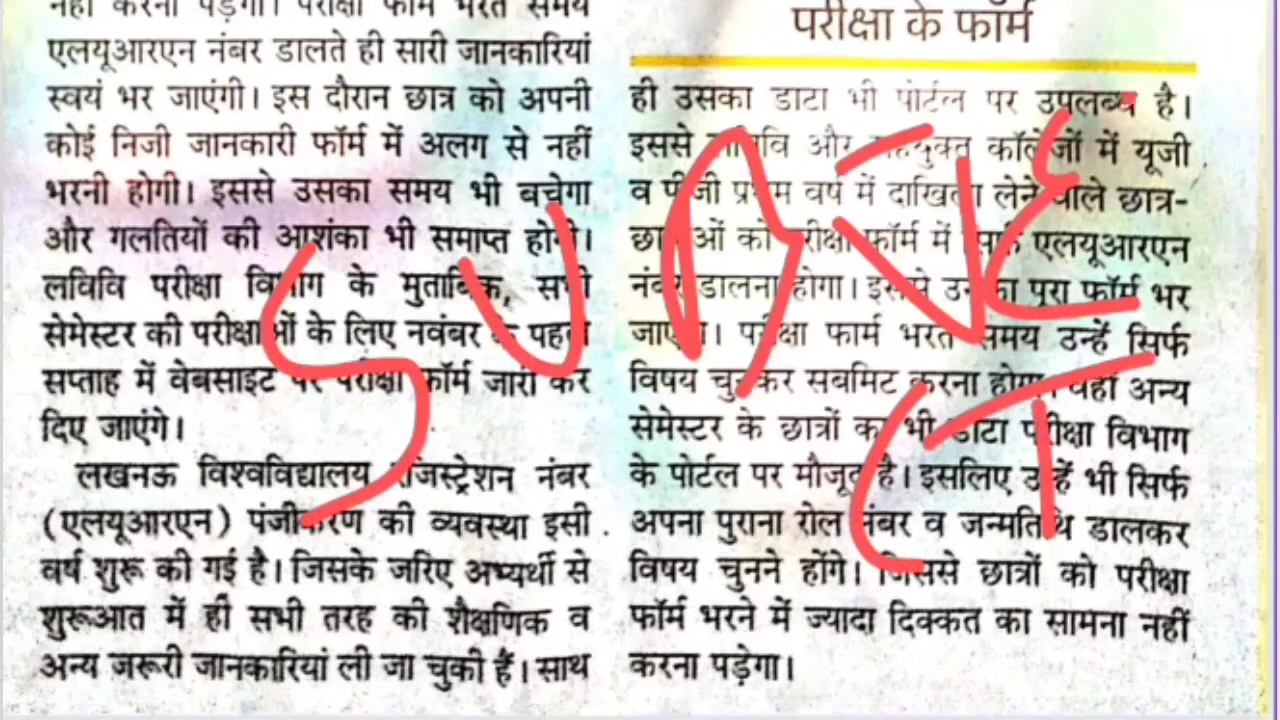 नहीं करना पड़ेगा। परीक्षा फॉर्म भरते समय
एलयूआरएन नंबर डालते ही सारी जानकारियां
स्वयं भर जाएंगी। इस दौरान छात्र को अपनी
कोई निजी जानकारी फॉर्म में अलग से नहीं
भरनी होगी। इससे उसका समय भी बचेगा
और गलतियों की आशंका भी समाप्त होगी।
लविवि परीक्षा विभाग के मुताबिक, सभी
सेमेस्टर की परीक्षाओं के लिए नवंबर के पहले
सप्ताह में वेबसाइट पर परीक्षा फॉर्म जारी कर
दिए जाएंगे।
लखनऊ विश्वविद्यालय रजिस्ट्रेशन नंबर
(एलयूआरएन) पंजीकरण की व्यवस्था इसी
वर्ष शुरू की गई है। जिसके जरिए अभ्यर्थी से
शुरूआत में ही सभी तरह की शैक्षणिक व
अन्य जरूरी जानकारियां ली जा चुकी हैं। साथ
परीक्षा के फॉर्म
ही उसका डाटा भी पोर्टल पर उपलब्ध है।
इससे लविवि और सहयुक्त कॉलेजों में यूजी
व पीजी प्रथम वर्ष में दाखिला लेने वाले छात्र-
छात्राओं को परीक्षा फॉर्म में सिर्फ एलयूआरएन
नंबर डालना होगा। इससे उनका पूरा फॉर्म भर
जाएगा। परीक्षा फार्म भरते समय उन्हें सिर्फ
विषय चुनकर सबमिट करना होगा। वहीं अन्य
सेमेस्टर के छात्रों का भी डाटा परीक्षा विभाग
के पोर्टल पर मौजूद है। इसलिए उन्हें भी सिर्फ
अपना पुराना रोल नंबर व जन्मतिथि डालकर
विषय चुनने होंगे। जिससे छात्रों को परीक्षा
फॉर्म भरने में ज्यादा दिक्कत का सामना नहीं
करना पड़ेगा।